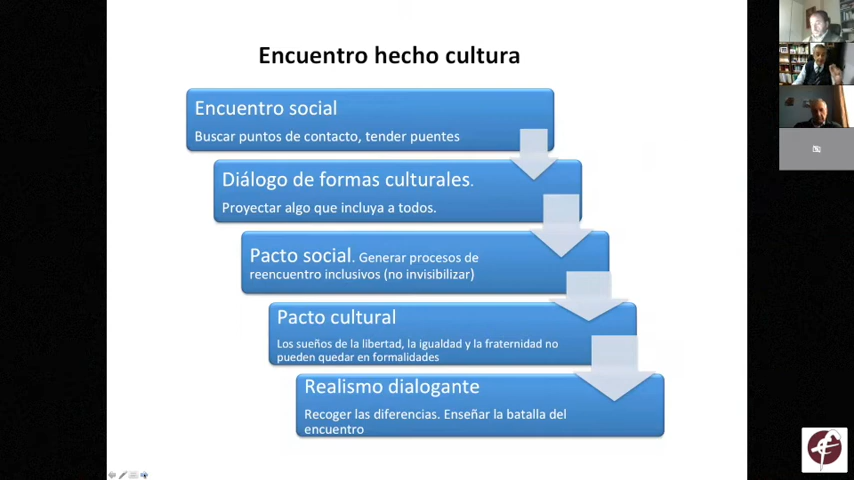 Encuentro hecho cultura
Encuentro social
Buscar puntos de contacto, tender puentes
Diálogo de formas culturales.
Proyectar algo que incluya a todos.
Pacto social. Generar procesos de
reencuentro inclusivos (no invisibilizar)
Pacto cultural
Los sueños de la libertad, la igualdad y la fraternidad no
pueden quedar en formalidades
Realismo dialogante
Recoger las diferencias. Enseñar la batalla del
encuentro